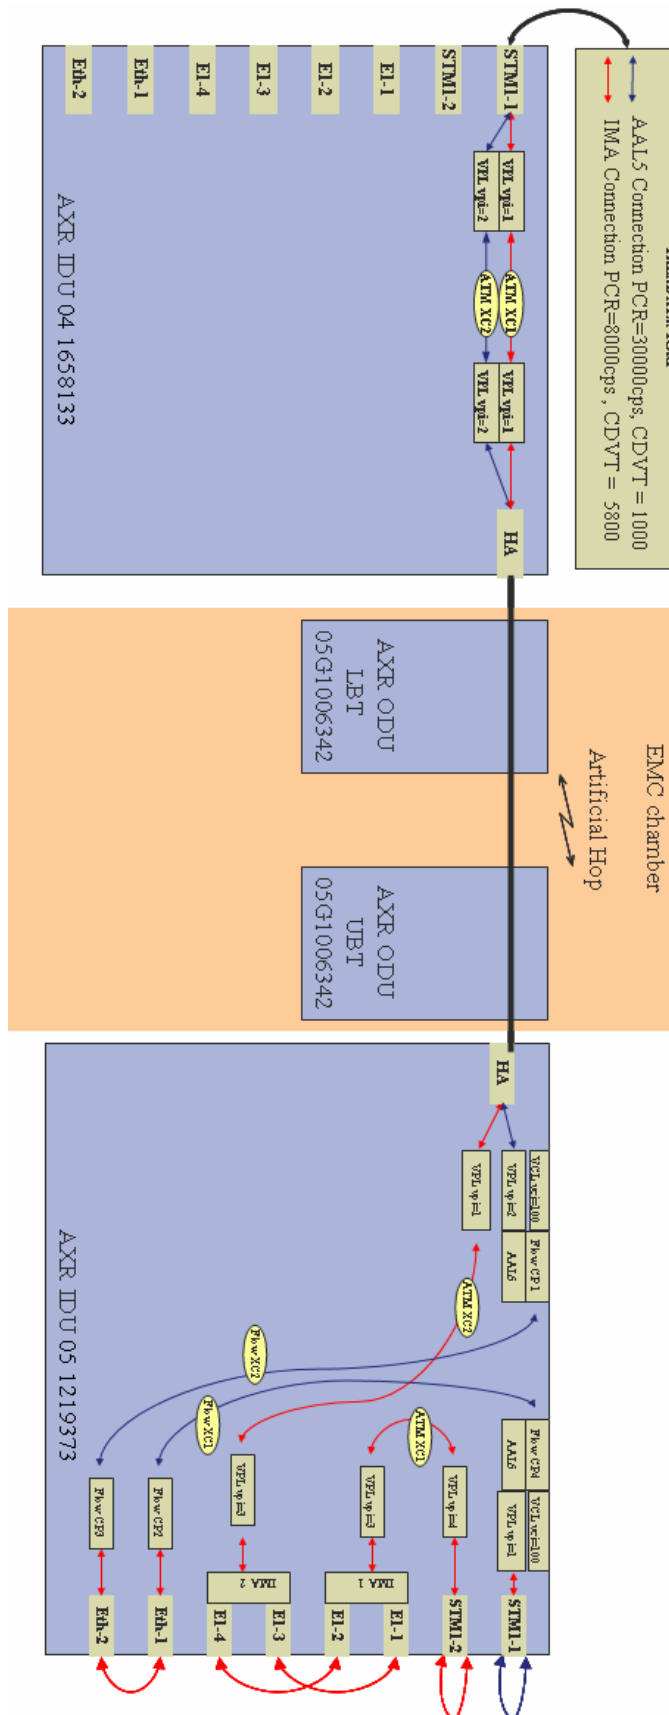 AAL5 Connection PCR=30000cps, CDVT = 1000
IMA Connection PCR=8000cps , CDVT = 5800
STM1-1
STM1-2
E1-1
E1-2
E1-3
E1-4
Eth-1
Eth-2
VPL vpi=1
VPL vpi=2
ATM XC1
ATM XC2
VPL vpi=1
VPL vpi=2
HA
AXR IDU 04 1658133
EMC chamber
Artificial Hop
AXR ODU
LBT
05G1006342
AXR ODU
UBT
05G1006342
HA
VCL vci=100
VPL vpi=2
Flow CP1
AAL5
VPL vpi=1
ATM XC2
Flow XC2
Flow XC1
ATM XC1
Flow CP4
AAL5
VCL vci=100
VPL vpi=1
VPL vpi=4
VPL vpi=3
VPL vpi=3
Flow CP2
Flow CP3
IMA 1
IMA 2
STM1-1
STM1-2
E1-1
E1-2
E1-3
E1-4
Eth-1
Eth-2
AXR IDU 05 1219373